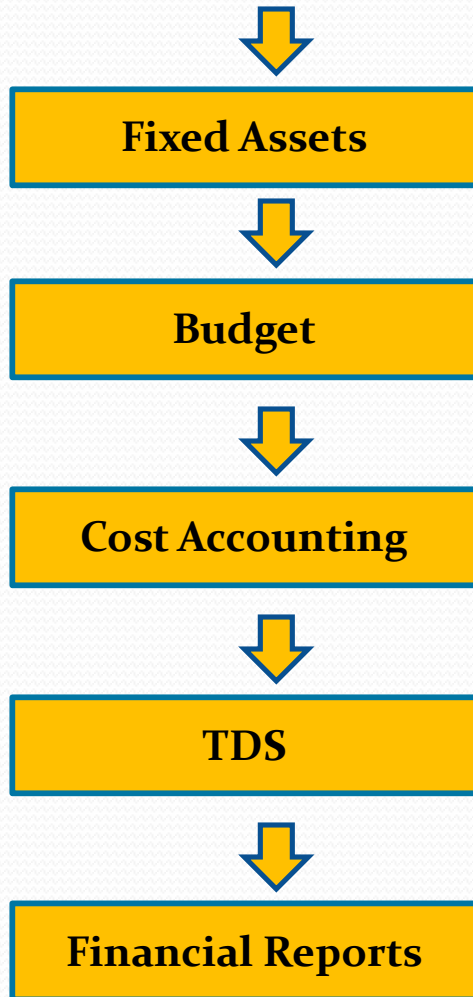 Fixed Assets
Budget
Cost Accounting
TDS
Financial Reports